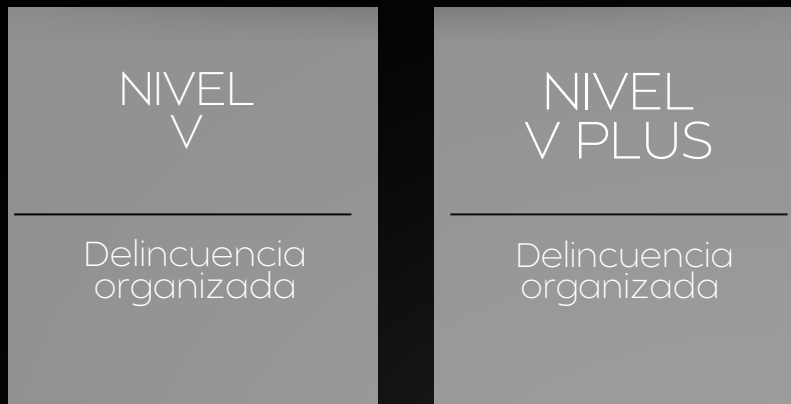 NIVEL
V
Delincuencia
organizada
NIVEL
V PLUS
Delincuencia
organizada